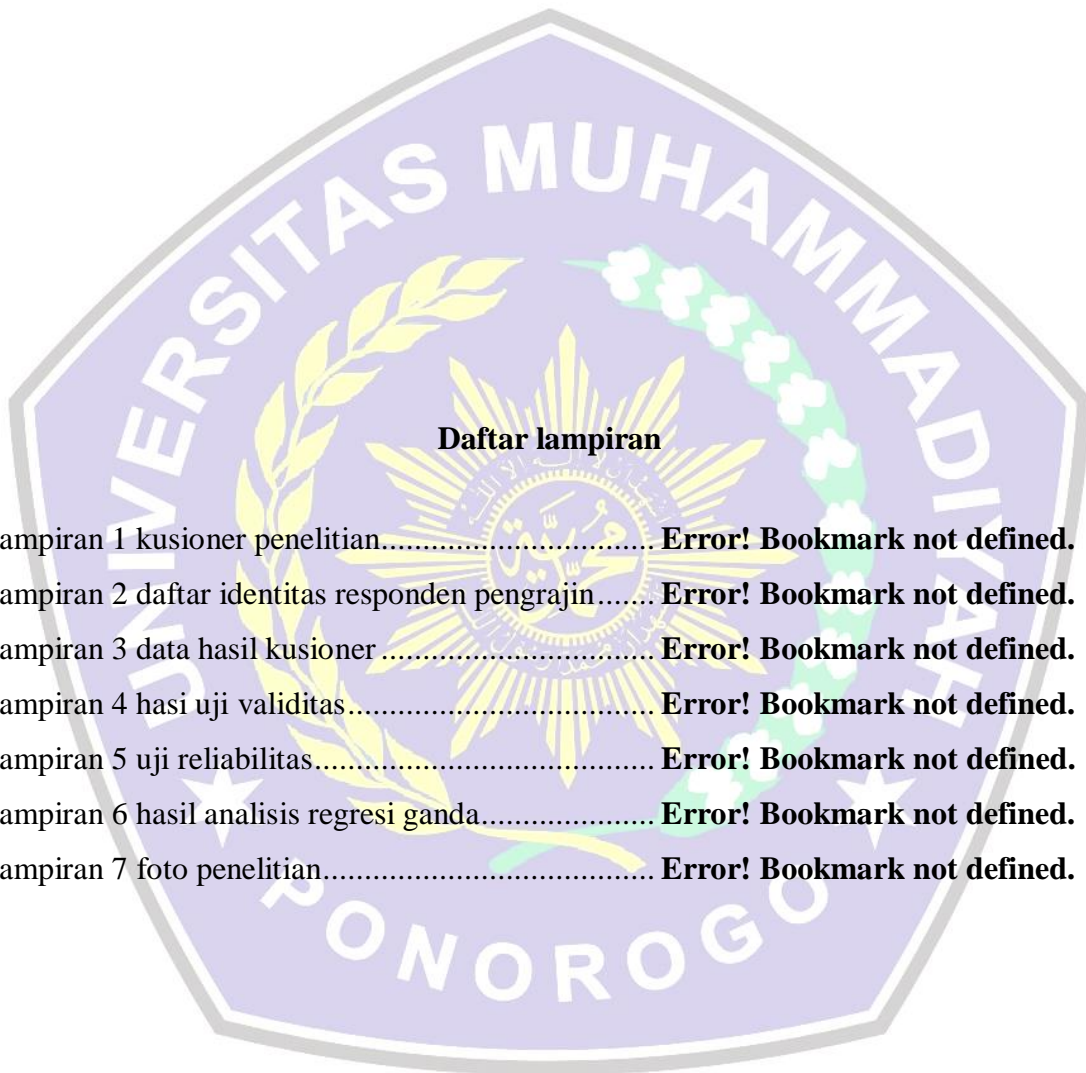 UNIVERSITAS MUHAMMADIYAH
PONOROGO
محمد
Daftar lampiran
ampiran 1 kusioner penelitian................................. Error! Bookmark not defined.
ampiran 2 daftar identitas responden pengrajin....... Error! Bookmark not defined.
ampiran 3 data hasil kusioner ................................. Error! Bookmark not defined.
ampiran 4 hasi uji validitas..................................... Error! Bookmark not defined.
ampiran 5 uji reliabilitas......................................... Error! Bookmark not defined.
ampiran 6 hasil analisis regresi ganda..................... Error! Bookmark not defined.
ampiran 7 foto penelitian........................................ Error! Bookmark not defined.